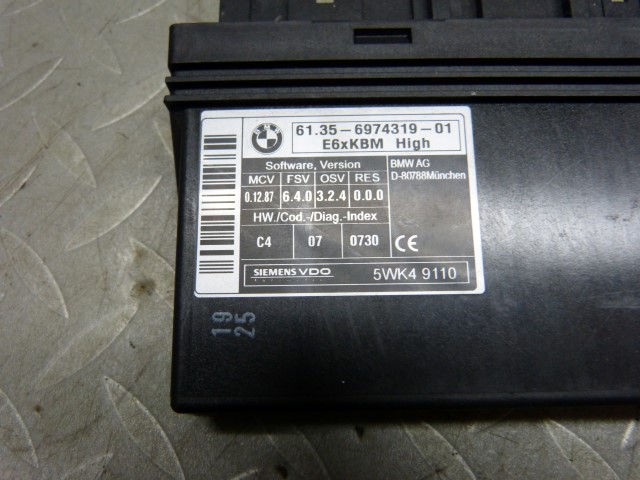 BMW
61.35-6974319-01
E6xKBM High
Software, Version
BMW AG
D-80788München
MCV FSV OSV RES
0.12.87 6.4.0 3.2.4 0.0.0
HW./Cod.-/Diag.-Index
C4 07 0730 CE
SIEMENS VDO
5WK4 9110
19
25